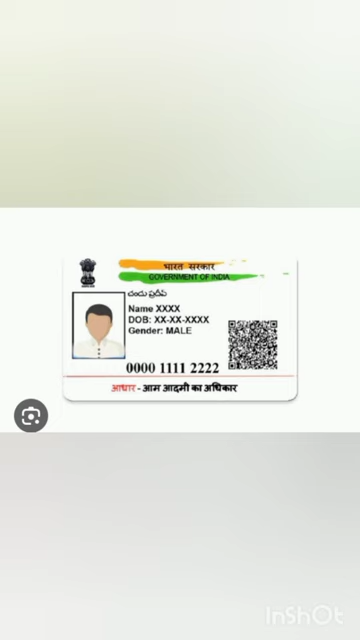 भारत सरकार
GOVERNMENT OF INDIA
చందు ప్రదీప్
Name XXXX
DOB: XX-XX-XXXX
Gender: MALE
0000 1111 2222
आधार - आम आदमी का अधिकार
InShOt